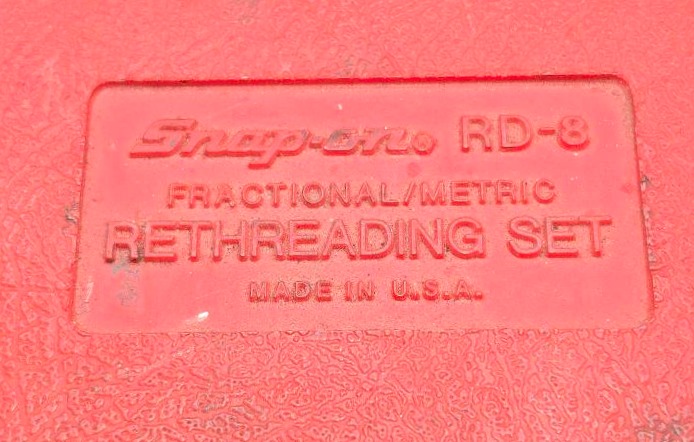 Snap-on® RD-8
FRACTIONAL/METRIC
RETHREADING SET
MADE IN U.S.A.